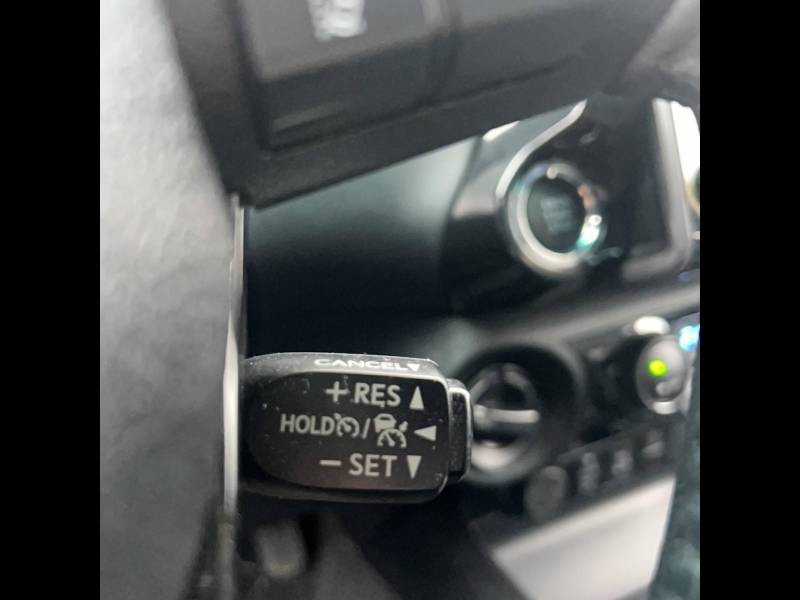 CANCEL▼
+ RES ▲
HOLD / ◀
− SET ▼